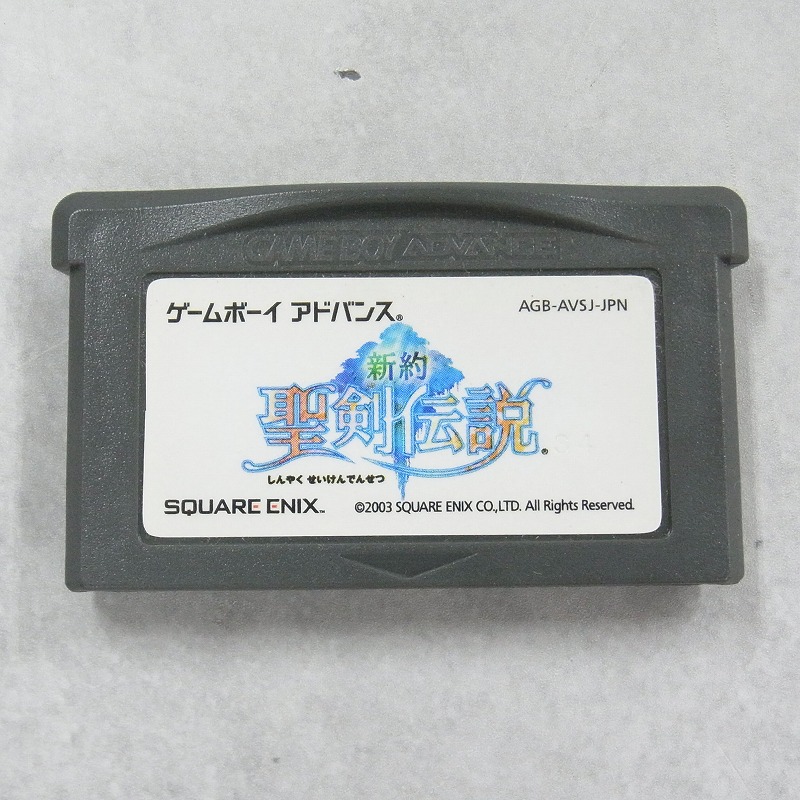 GAME BOY ADVANCE
ゲームボーイ アドバンス®
AGB-AVSJ-JPN
新約
聖剣伝説®
しんやく せいけんでんせつ
SQUARE ENIX™
©2003 SQUARE ENIX CO.,LTD. All Rights Reserved.